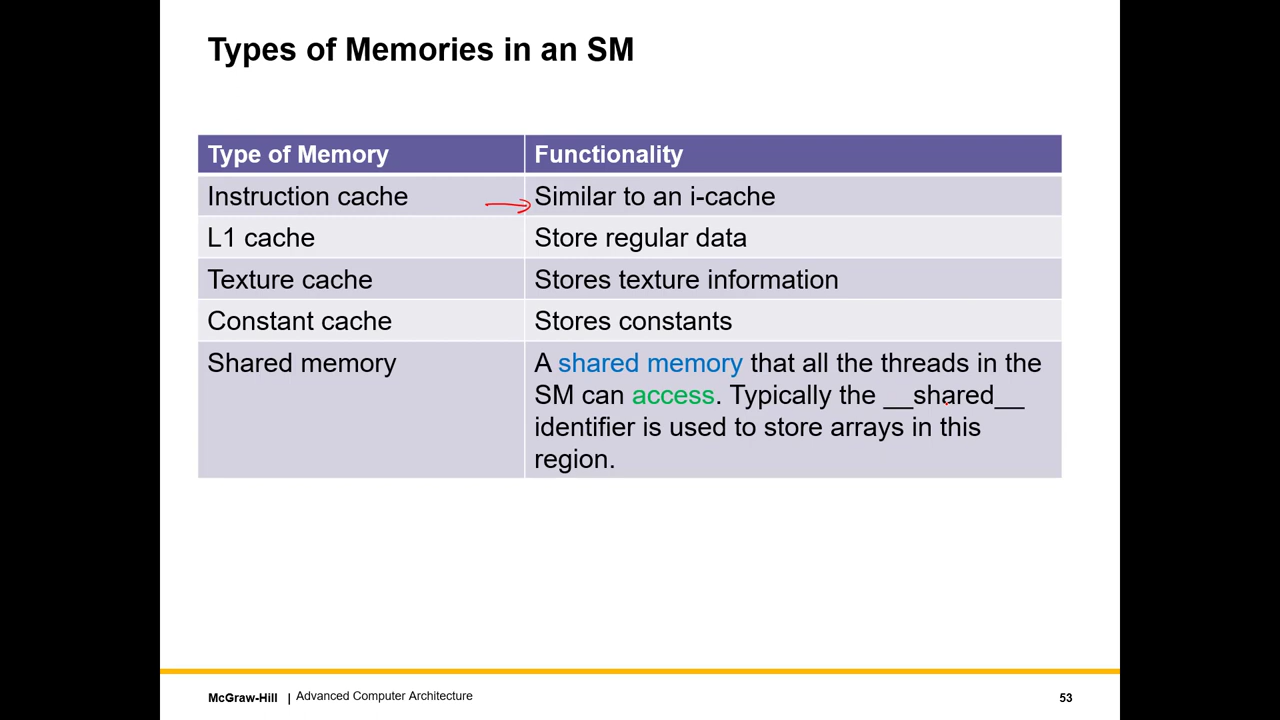 Types of Memories in an SM
Type of Memory Functionality
Instruction cache Similar to an i-cache
L1 cache Store regular data
Texture cache Stores texture information
Constant cache Stores constants
Shared memory A shared memory that all the threads in the
SM can access. Typically the __shared__
identifier is used to store arrays in this
region.
McGraw-Hill | Advanced Computer Architecture 53